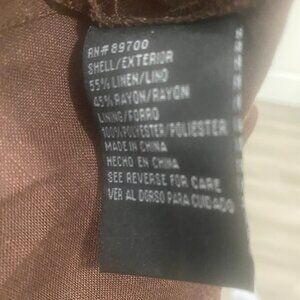 RN# 89700
SHELL/EXTERIOR
55% LINEN/LINO
45% RAYON/RAYON
LINING/FORRO
100% POLYESTER/POLIESTER
MADE IN CHINA
HECHO EN CHINA
SEE REVERSE FOR CARE
VER AL DORSO PARA CUIDADO